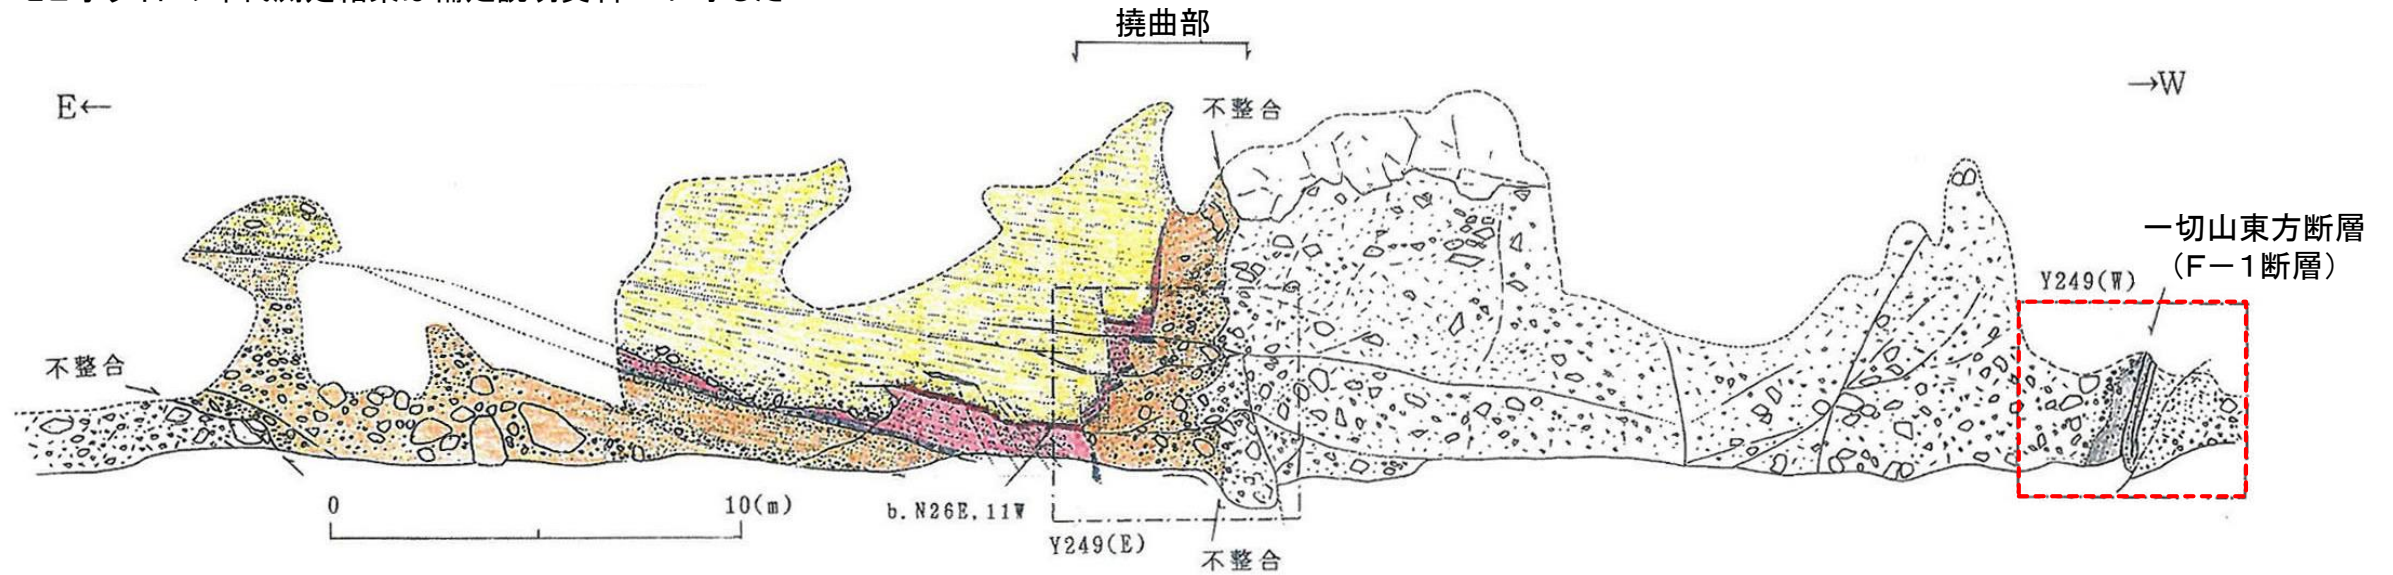 撓曲部
E←
→W
不整合
一切山東方断層
（F－1断層）
Y249(W)
不整合
0
10(m)
b.N26E,11W
Y249(E)
不整合